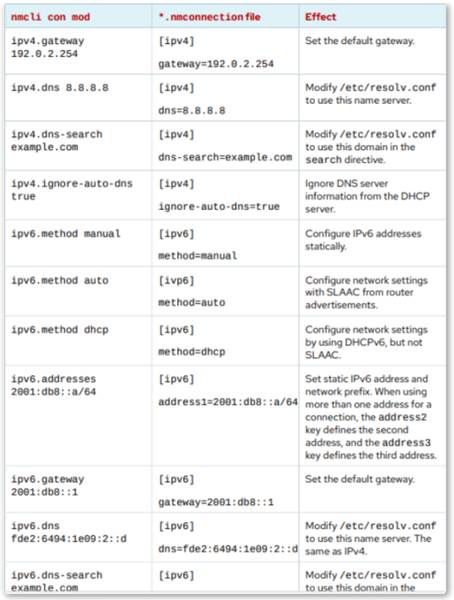 nmcli con mod
*.nmconnection file
Effect
ipv4.gateway
192.0.2.254
[ipv4]
gateway=192.0.2.254
Set the default gateway.
ipv4.dns 8.8.8.8
[ipv4]
dns=8.8.8.8
Modify /etc/resolv.conf
to use this name server.
ipv4.dns-search
example.com
[ipv4]
dns-search=example.com
Modify /etc/resolv.conf
to use this domain in the
search directive.
ipv4.ignore-auto-dns
true
[ipv4]
ignore-auto-dns=true
Ignore DNS server
information from the DHCP
server.
ipv6.method manual
[ipv6]
method=manual
Configure IPv6 addresses
statically.
ipv6.method auto
[ivp6]
method=auto
Configure network settings
with SLAAC from router
advertisements.
ipv6.method dhcp
[ipv6]
method=dhcp
Configure network settings
by using DHCPv6, but not
SLAAC.
ipv6.addresses
2001:db8::a/64
[ipv6]
address1=2001:db8::a/64
Set static IPv6 address and
network prefix. When using
more than one address for a
connection, the address2
key defines the second
address, and the address3
key defines the third address.
ipv6.gateway
2001:db8::1
[ipv6]
gateway=2001:db8::1
Set the default gateway.
ipv6.dns
fde2:6494:1e09:2::d
[ipv6]
dns=fde2:6494:1e09:2::d
Modify /etc/resolv.conf
to use this name server. The
same as IPv4.
ipv6.dns-search
example.com
[ipv6]
Modify /etc/resolv.conf
to use this domain in the